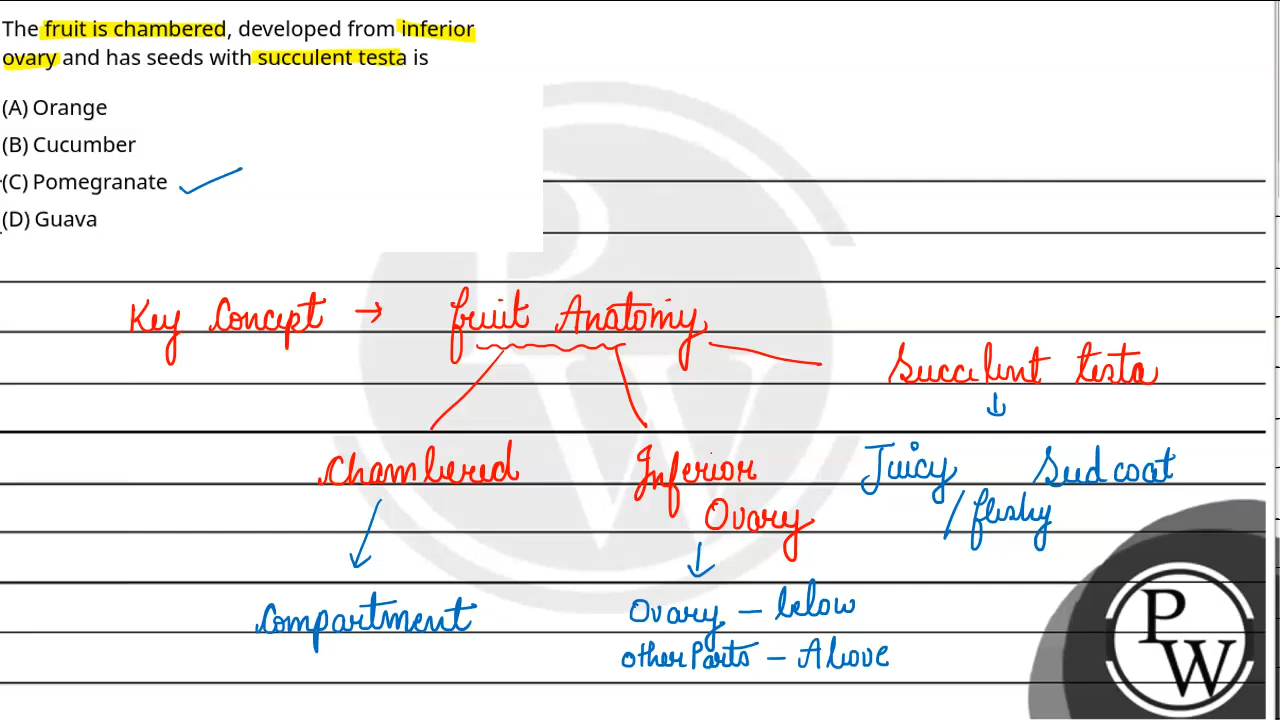 The fruit is chambered, developed from inferior
ovary and has seeds with succulent testa is
(A) Orange
(B) Cucumber
(C) Pomegranate
(D) Guava
Key Concept → fruit Anatomy
Succulent testa
Chambered
Inferior
Ovary
Juicy
/fleshy
Seed coat
Compartment
Ovary – below
other Parts – Above
PW